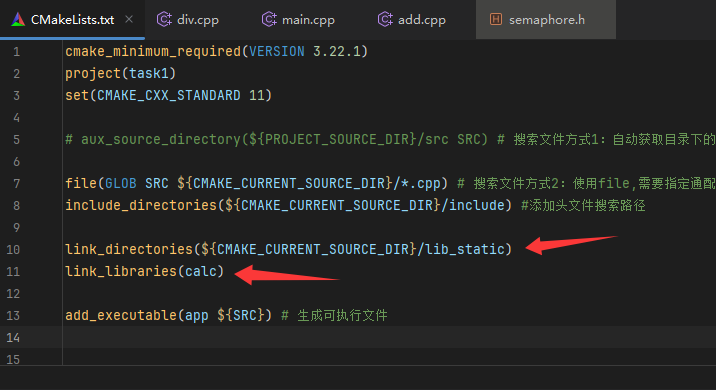 CMakeLists.txt × div.cpp main.cpp add.cpp semaphore.h
1 cmake_minimum_required(VERSION 3.22.1)
2 project(task1)
3 set(CMAKE_CXX_STANDARD 11)
4
5 # aux_source_directory(${PROJECT_SOURCE_DIR}/src SRC) # 搜索文件方式1：自动获取目录下的
6
7 file(GLOB SRC ${CMAKE_CURRENT_SOURCE_DIR}/*.cpp) # 搜索文件方式2：使用file,需要指定通配
8 include_directories(${CMAKE_CURRENT_SOURCE_DIR}/include) #添加头文件搜索路径
9
10 link_directories(${CMAKE_CURRENT_SOURCE_DIR}/lib_static)
11 link_libraries(calc)
12
13 add_executable(app ${SRC}) # 生成可执行文件
14
15